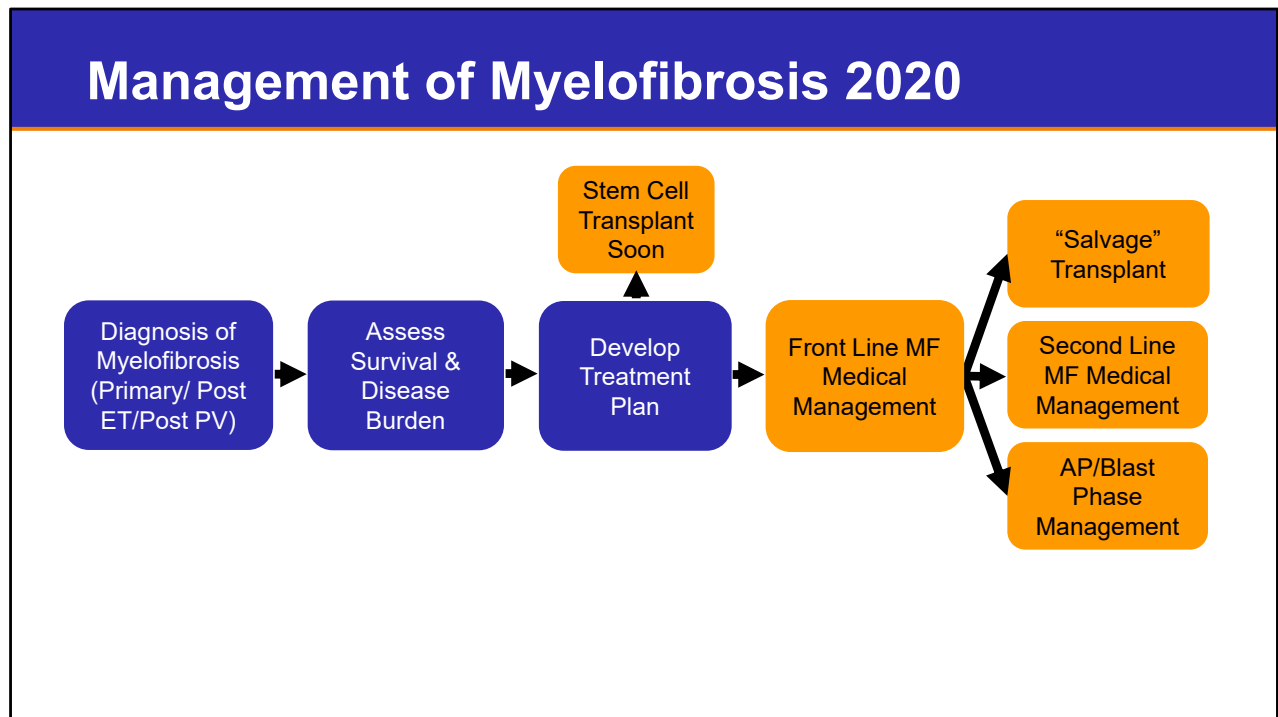 Management of Myelofibrosis 2020
Stem Cell
Transplant
Soon
Diagnosis of
Myelofibrosis
(Primary/ Post
ET/Post PV)
Assess
Survival &
Disease
Burden
Develop
Treatment
Plan
Front Line MF
Medical
Management
“Salvage”
Transplant
Second Line
MF Medical
Management
AP/Blast
Phase
Management